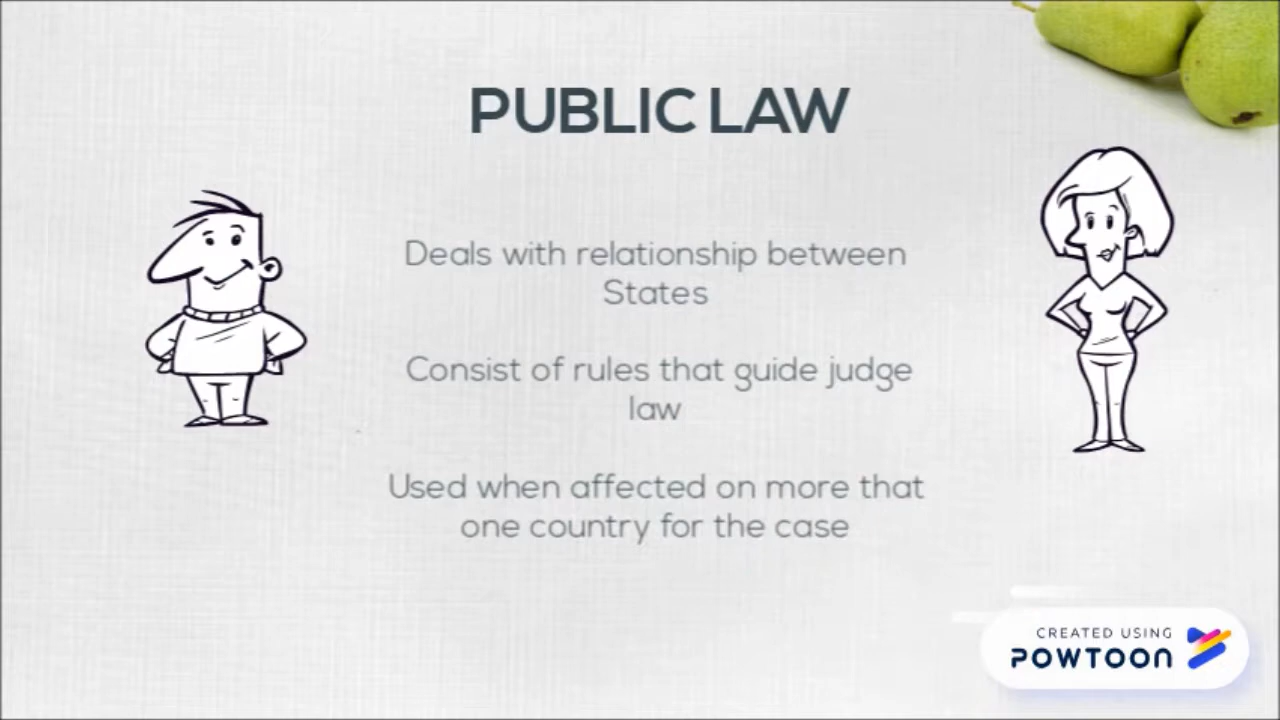 PUBLIC LAW
Deals with relationship between
States
Consist of rules that guide judge
law
Used when affected on more that
one country for the case
CREATED USING
POWTOON